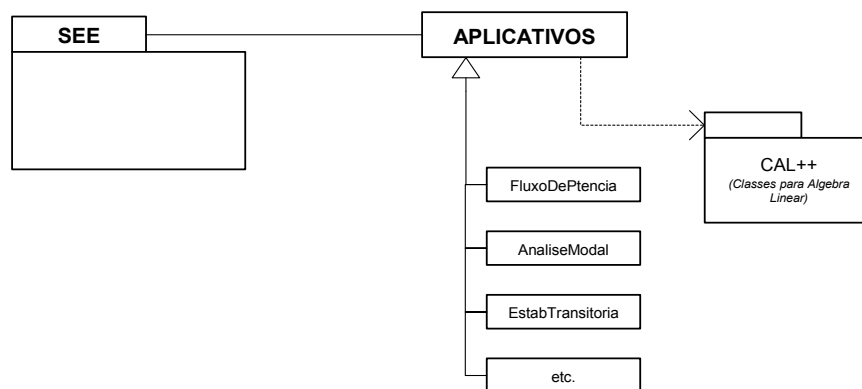 SEE
APLICATIVOS
CAL++
(Classes para Algebra
Linear)
FluxoDePtencia
AnaliseModal
EstabTransitoria
etc.